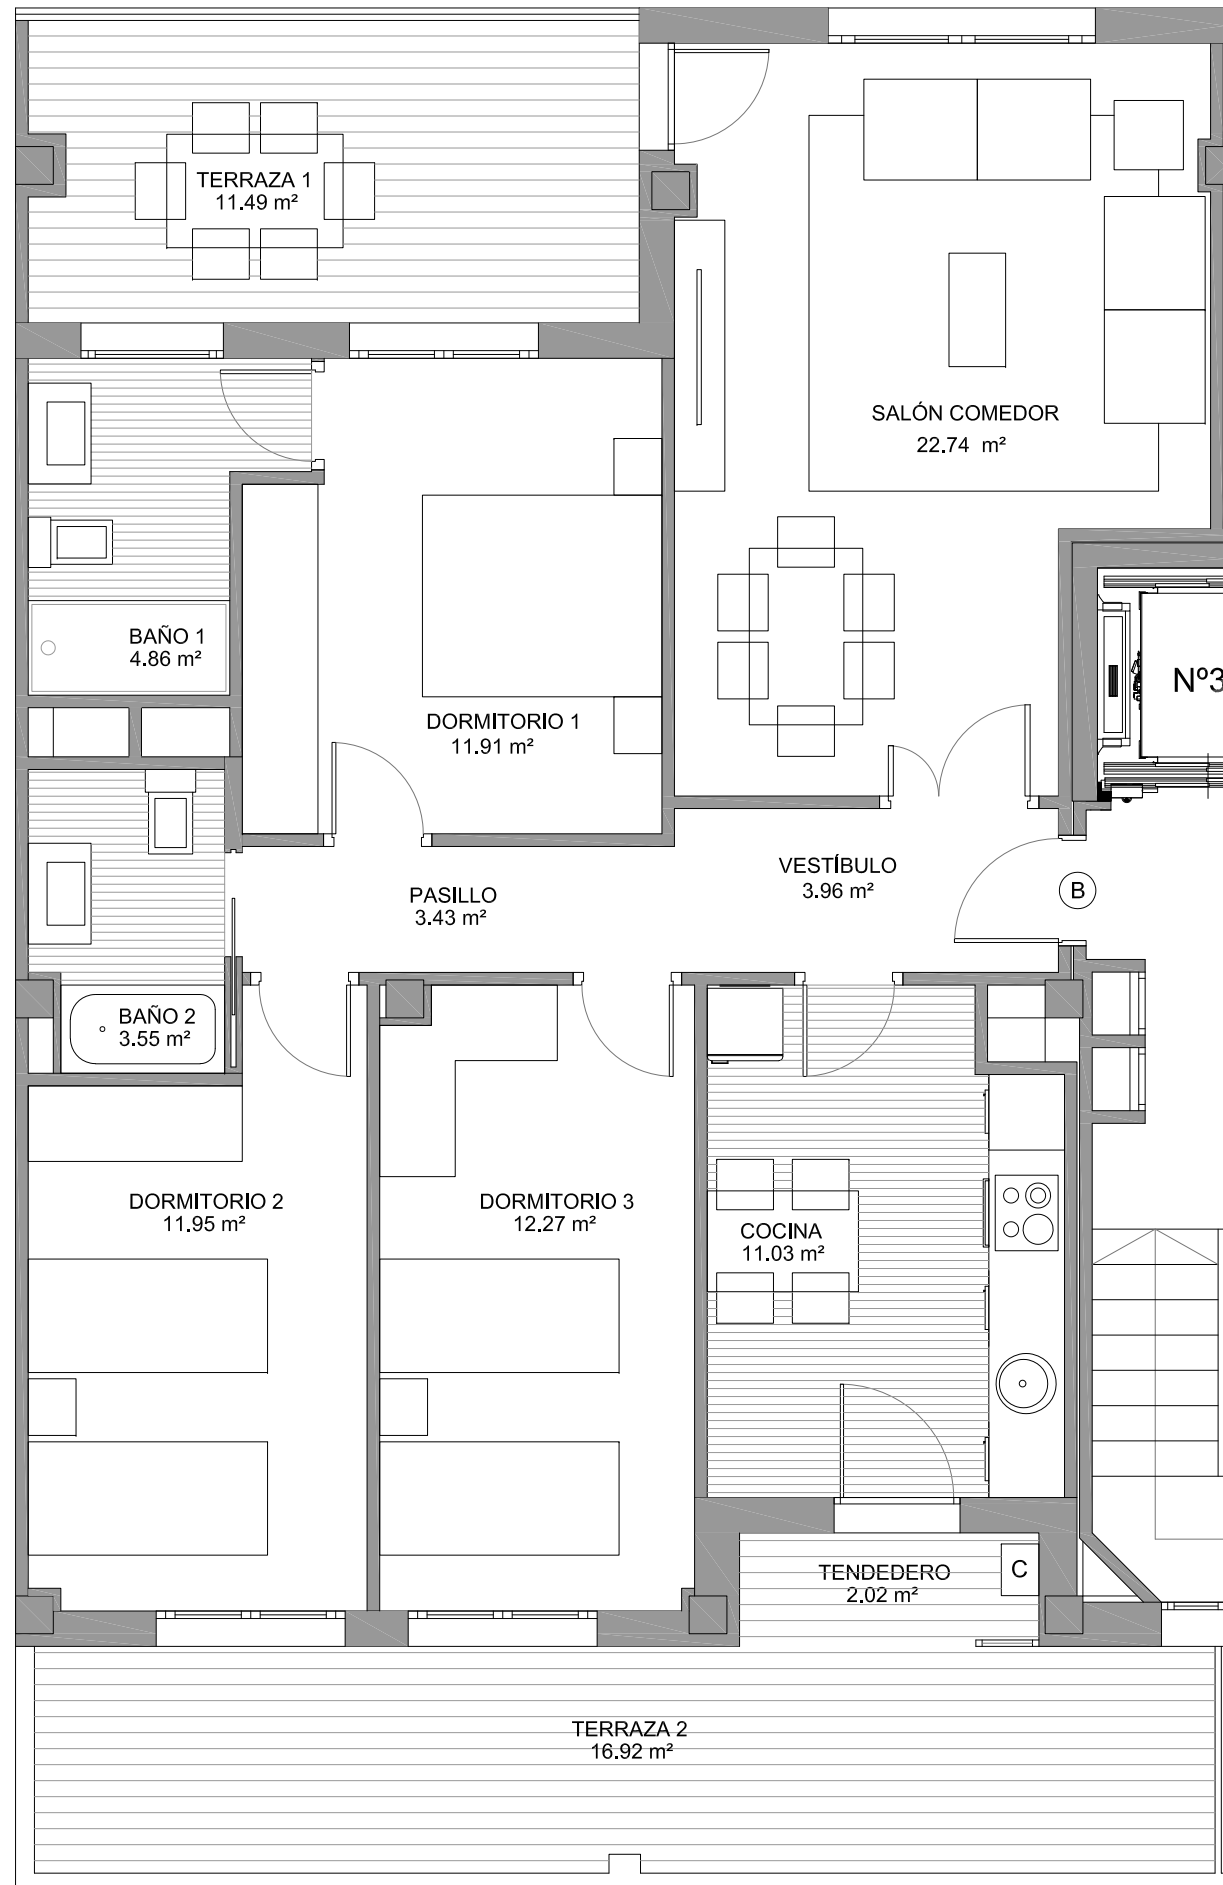 TERRAZA 1
11.49 m²
SALÓN COMEDOR
22.74 m²
BAÑO 1
4.86 m²
Nº3
DORMITORIO 1
11.91 m²
VESTÍBULO
3.96 m²
B
PASILLO
3.43 m²
BAÑO 2
3.55 m²
DORMITORIO 2
11.95 m²
DORMITORIO 3
12.27 m²
COCINA
11.03 m²
TENDEDERO
2.02 m²
C
TERRAZA 2
16.92 m²